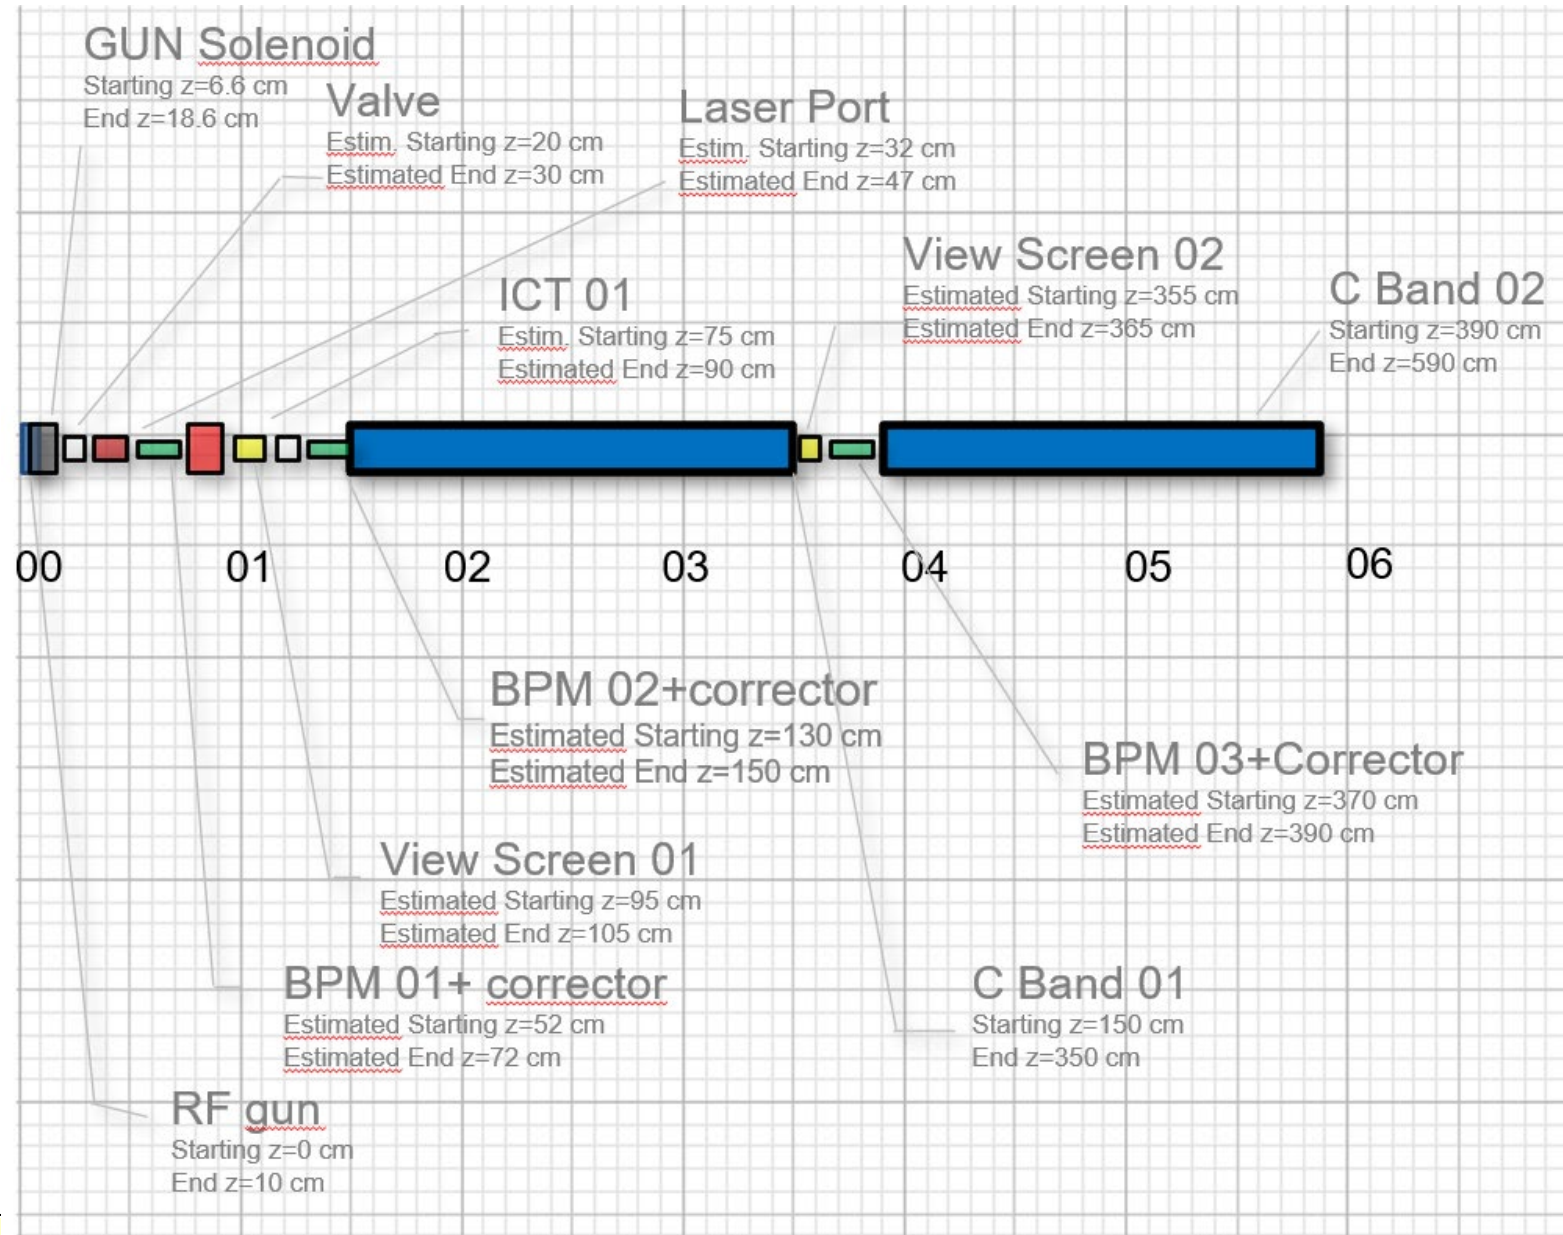 GUN Solenoid
Starting z=6.6 cm
End z=18.6 cm
Valve
Estim. Starting z=20 cm
Estimated End z=30 cm
Laser Port
Estim. Starting z=32 cm
Estimated End z=47 cm
ICT 01
Estim. Starting z=75 cm
Estimated End z=90 cm
View Screen 02
Estimated Starting z=355 cm
Estimated End z=365 cm
C Band 02
Starting z=390 cm
End z=590 cm
00 01 02 03 04 05 06
BPM 02+corrector
Estimated Starting z=130 cm
Estimated End z=150 cm
BPM 03+Corrector
Estimated Starting z=370 cm
Estimated End z=390 cm
View Screen 01
Estimated Starting z=95 cm
Estimated End z=105 cm
BPM 01+ corrector
Estimated Starting z=52 cm
Estimated End z=72 cm
C Band 01
Starting z=150 cm
End z=350 cm
RF gun
Starting z=0 cm
End z=10 cm